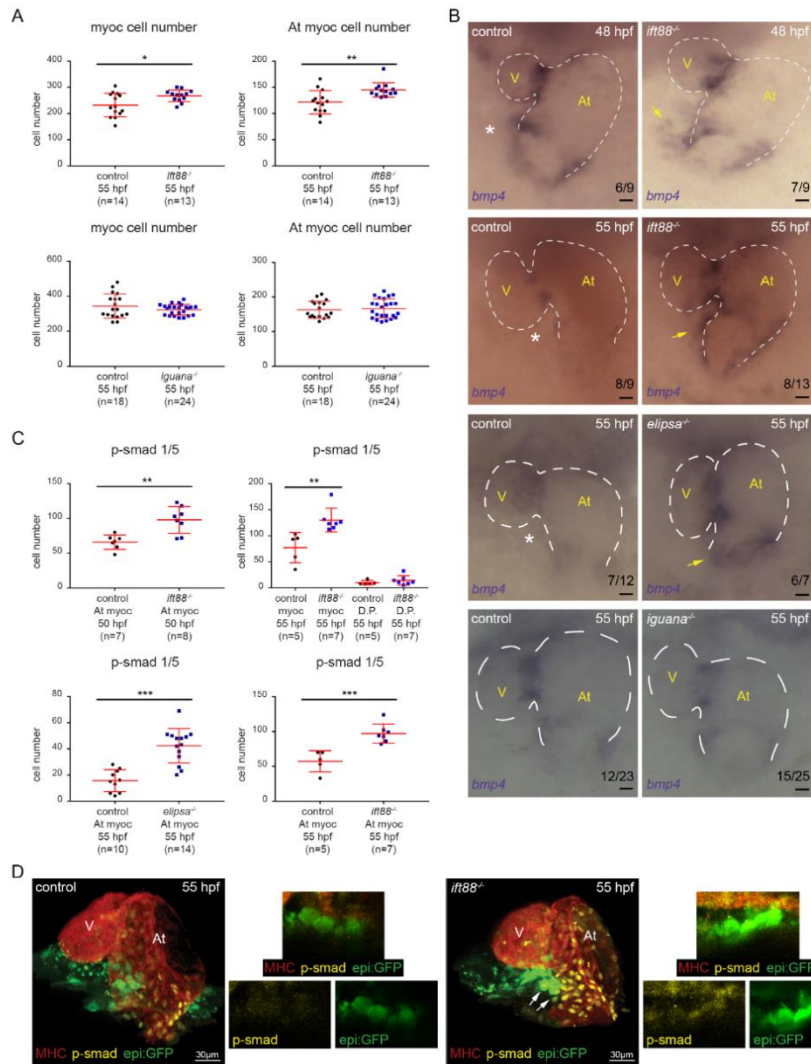 A
myoc cell number
*
cell number
400
300
200
100
0
control
55 hpf
(n=14)
ift88-/-
55 hpf
(n=13)
At myoc cell number
**
cell number
200
150
100
50
0
control
55 hpf
(n=14)
ift88-/-
55 hpf
(n=13)
myoc cell number
cell number
600
400
200
0
control
55 hpf
(n=18)
iguana-/-
55 hpf
(n=24)
At myoc cell number
cell number
300
200
100
0
control
55 hpf
(n=18)
iguana-/-
55 hpf
(n=24)
B
control 48 hpf
V
At
*
bmp4 6/9
ift88-/- 48 hpf
V
At
bmp4 7/9
control 55 hpf
V
At
*
bmp4 8/9
ift88-/- 55 hpf
V
At
bmp4 8/13
control 55 hpf
V
At
*
bmp4 7/12
elipsa-/- 55 hpf
V
At
bmp4 6/7
control 55 hpf
V
At
bmp4 12/23
iguana-/- 55 hpf
V
At
bmp4 15/25
C
p-smad 1/5
**
cell number
150
100
50
0
control
At myoc
50 hpf
(n=7)
ift88-/-
At myoc
50 hpf
(n=8)
p-smad 1/5
**
cell number
200
150
100
50
0
control
myoc
55 hpf
(n=5)
ift88-/-
myoc
55 hpf
(n=7)
control
D.P.
55 hpf
(n=5)
ift88-/-
D.P.
55 hpf
(n=7)
p-smad 1/5
***
cell number
80
60
40
20
0
control
At myoc
55 hpf
(n=10)
elipsa-/-
At myoc
55 hpf
(n=14)
p-smad 1/5
***
cell number
150
100
50
0
control
At myoc
55 hpf
(n=5)
ift88-/-
At myoc
55 hpf
(n=7)
D
control 55 hpf
V
At
MHC p-smad epi:GFP
30µm
MHC p-smad epi:GFP
p-smad
epi:GFP
ift88-/- 55 hpf
V
At
MHC p-smad epi:GFP
30µm
MHC p-smad epi:GFP
p-smad
epi:GFP